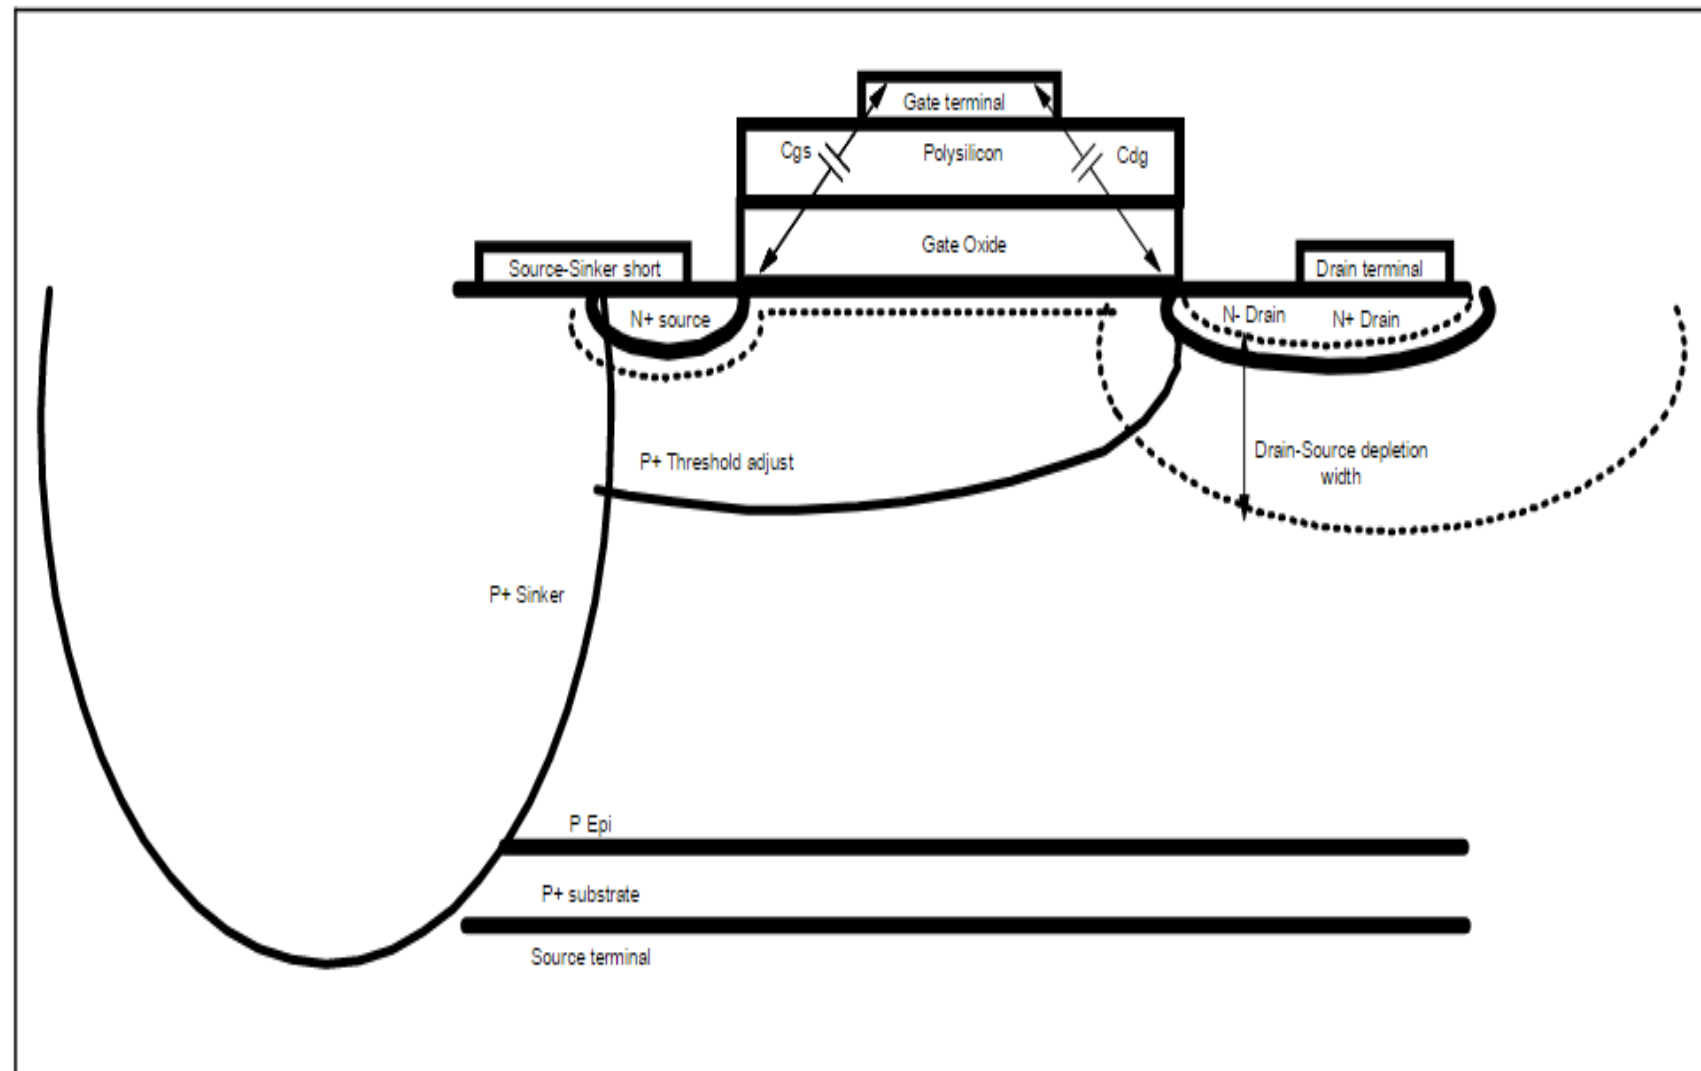 Gate terminal
Cgs
Polysilicon
Cdg
Gate Oxide
Source-Sinker short
Drain terminal
N+ source
N- Drain
N+ Drain
Drain-Source depletion
width
P+ Threshold adjust
P+ Sinker
P Epi
P+ substrate
Source terminal